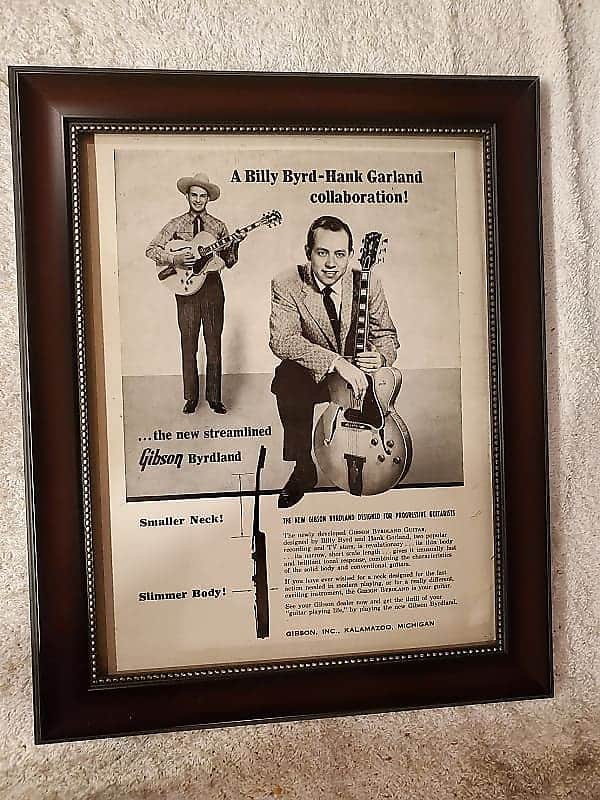 A Billy Byrd-Hank Garland
collaboration!
...the new streamlined
Gibson Byrdland
Smaller Neck!
Slimmer Body!
THE NEW GIBSON BYRDLAND DESIGNED FOR PROGRESSIVE GUITARISTS
The newly developed GIBSON BYRDLAND GUITAR,
designed by Billy Byrd and Hank Garland, two popular
recording and TV stars, is revolutionary . . . its thin body
. . . its narrow, short scale length . . . gives it unusually fast
and brilliant tonal response, combining the characteristics
of the solid body and conventional guitars.
If you have ever wished for a neck designed for the fast
action needed in modern playing, or for a really different,
exciting instrument, the GIBSON BYRDLAND is your guitar.
See your Gibson dealer now and get the thrill of your
"guitar playing life," by playing the new Gibson Byrdland.
GIBSON, INC., KALAMAZOO, MICHIGAN